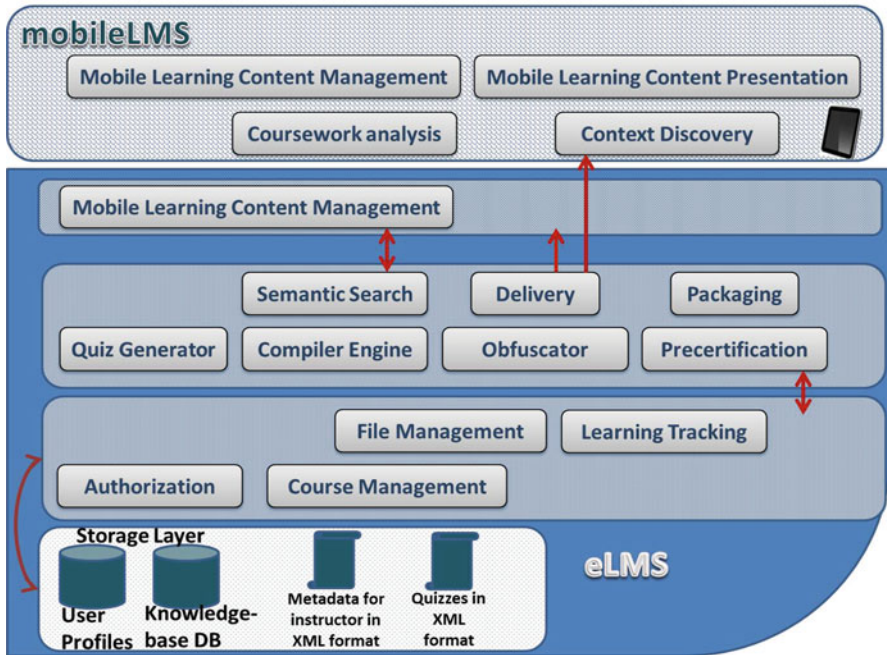 mobileLMS
Mobile Learning Content Management
Mobile Learning Content Presentation
Coursework analysis
Context Discovery
Mobile Learning Content Management
Semantic Search
Delivery
Packaging
Quiz Generator
Compiler Engine
Obfuscator
Precertification
File Management
Learning Tracking
Authorization
Course Management
Storage Layer
User
Profiles
Knowledge-
base DB
Metadata for
instructor in
XML format
Quizzes in
XML
format
eLMS